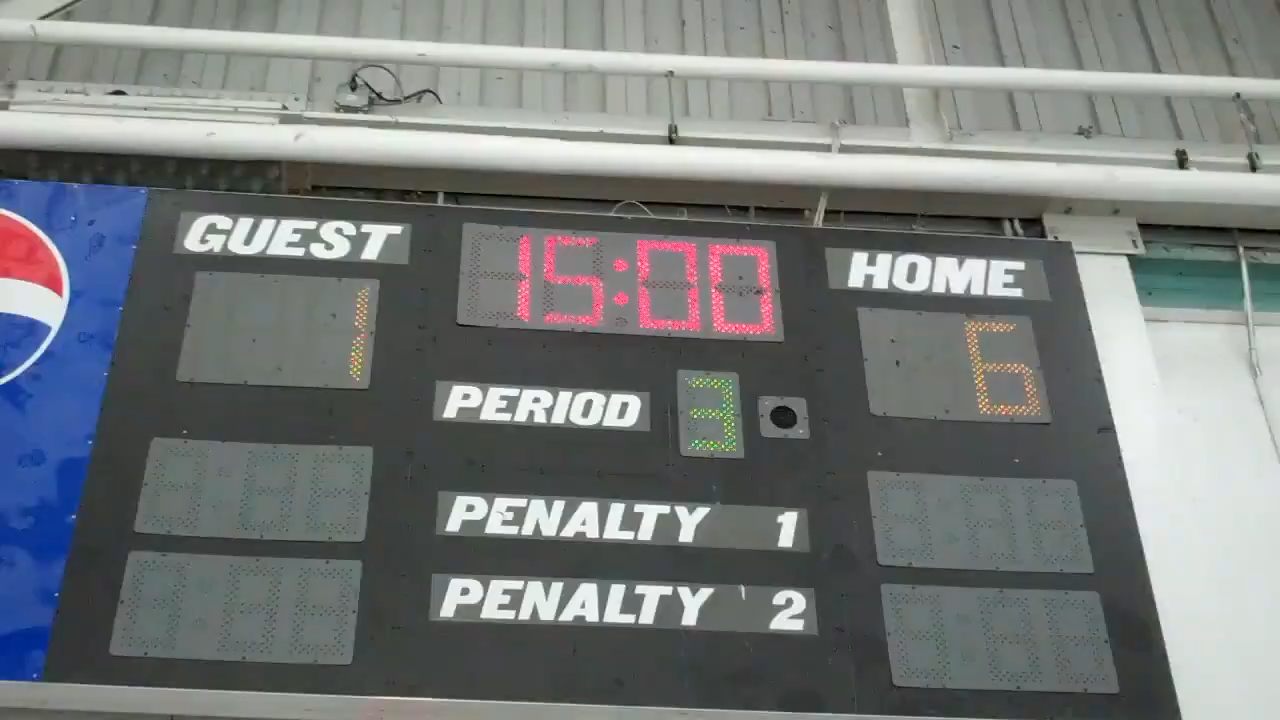 GUEST 15:00 HOME
1 6
PERIOD 3
PENALTY 1
PENALTY 2